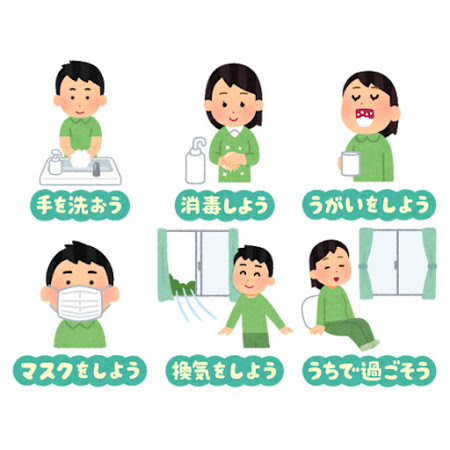 手を洗おう
消毒しよう
うがいをしよう
マスクをしよう
換気をしよう
うちで過ごそう